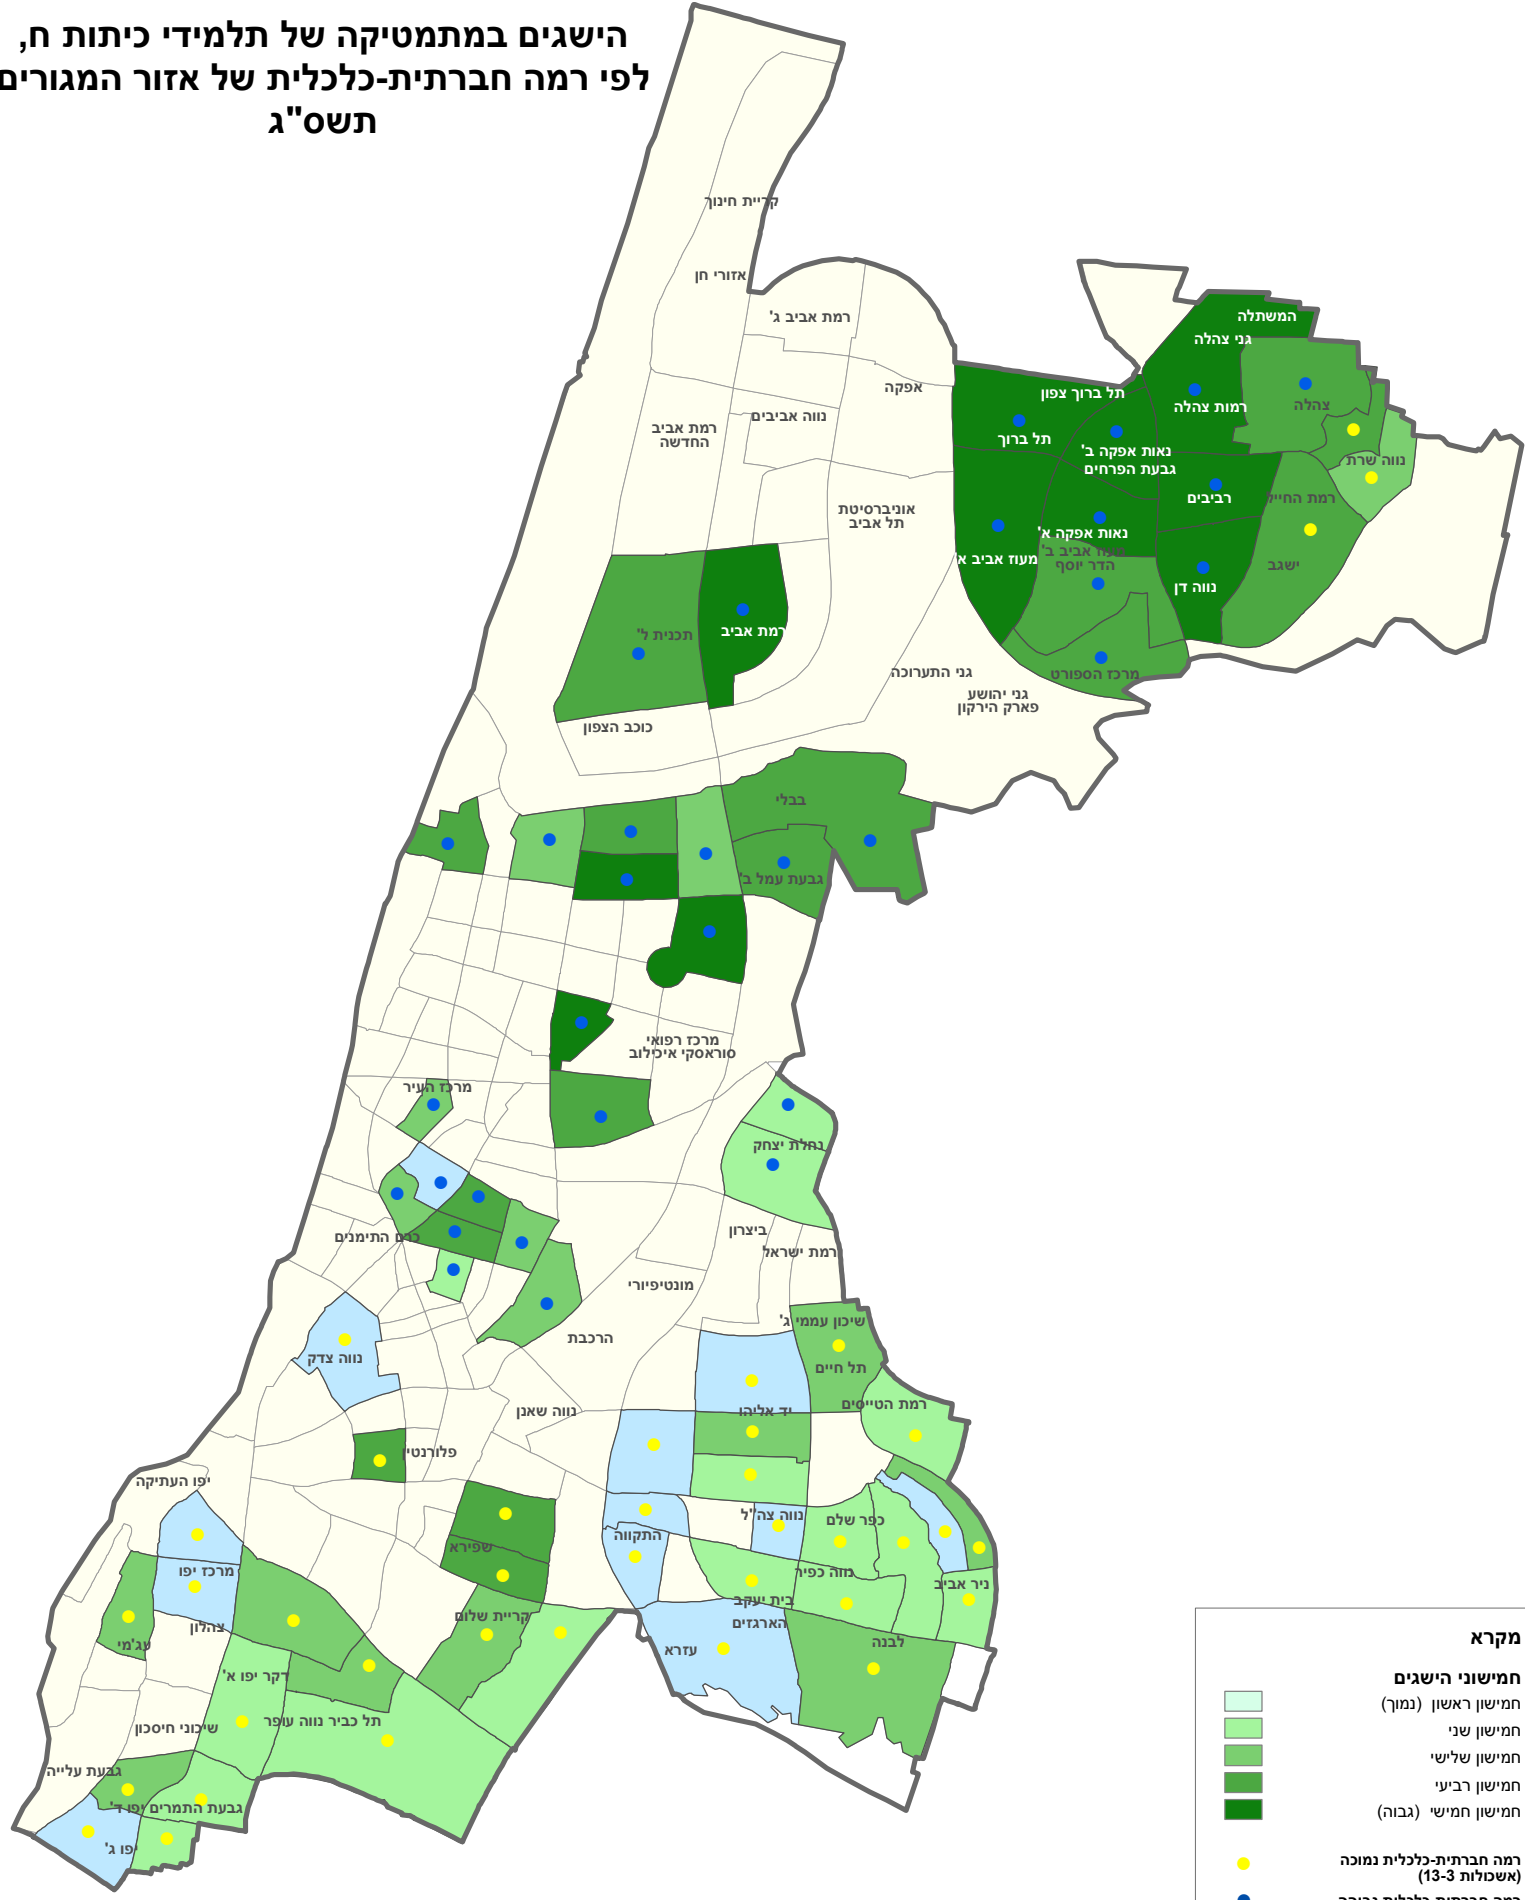 הישגים במתמטיקה של תלמידי כיתות ח,
לפי רמה חברתית-כלכלית של אזור המגורים
תשס"ג
קריית חינוך
אזורי חן
רמת אביב ג'
המשתלה
גני צהלה
אפקה
תל ברוך צפון
רמות צהלה
צהלה
נווה אביבים
רמת אביב
החדשה
תל ברוך
נאות אפקה ב'
גבעת הפרחים
נווה שרת
רביבים
רמת החייל
אוניברסיטת
תל אביב
נאות אפקה א'
מעוז אביב ב'
הדר יוסף
מעוז אביב א'
ישגב
נווה דן
תכנית ל'
רמת אביב
גני התערוכה
מרכז הספורט
גני יהושע
פארק הירקון
כוכב הצפון
בבלי
גבעת עמל ב'
מרכז רפואי
סוראסקי איכילוב
מרכז העיר
נחלת יצחק
כרם התימנים
ביצרון
רמת ישראל
מונטיפיורי
שיכון עממי ג'
הרכבת
נווה צדק
תל חיים
יד אליהו
רמת הטייסים
נווה שאנן
פלורנטין
יפו העתיקה
נווה צה"ל
כפר שלם
התקווה
שפירא
מרכז יפו
נווה כפיר
ניר אביב
בית יעקב
הארגזים
צהלון
קריית שלום
עג'מי
עזרא
לבנה
דקר יפו א'
תל כביר נווה עופר
שיכוני חיסכון
גבעת עלייה
גבעת התמרים יפו ד'
יפו ג'
מקרא
חמישוני הישגים
חמישון ראשון (נמוך)
חמישון שני
חמישון שלישי
חמישון רביעי
חמישון חמישי (גבוה)
רמה חברתית-כלכלית נמוכה
(אשכולות 13-3)